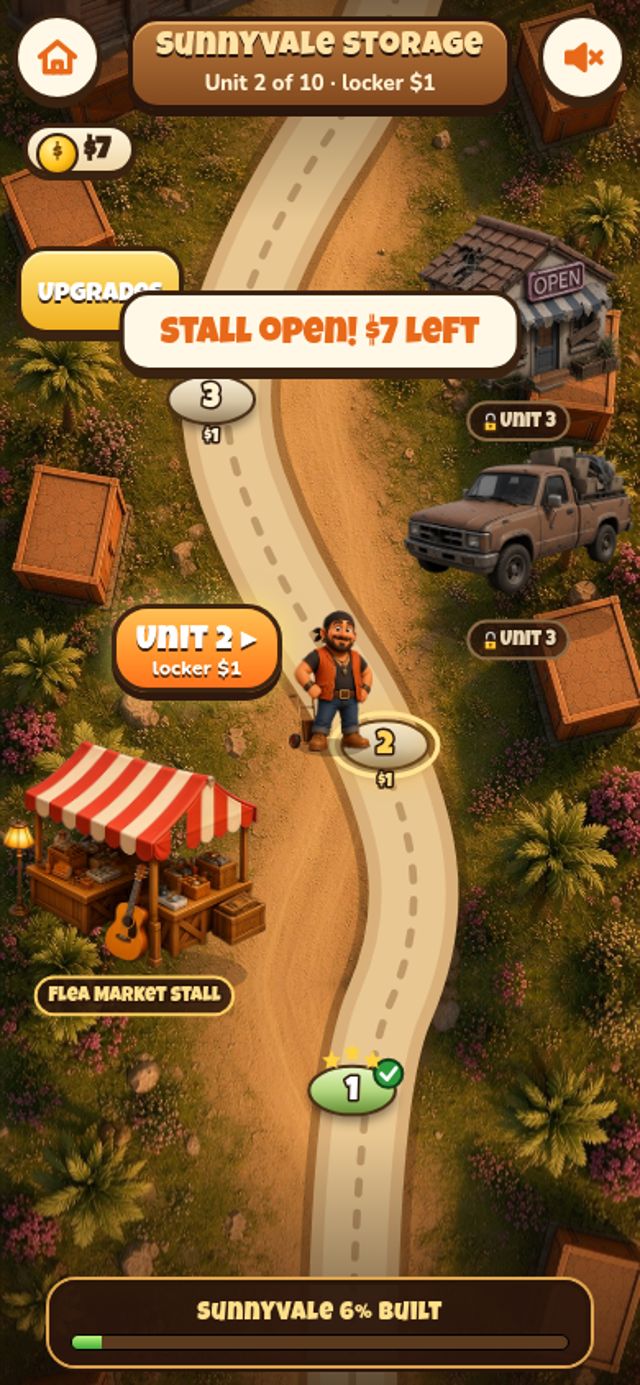 Sunnyvale Storage
Unit 2 of 10 · locker $1
$ $7
OPEN
Stall open! $7 left
3
$1
Unit 3
Unit 3
Unit 2 ▸
locker $1
2
$1
Flea Market Stall
1
Sunnyvale 6% built